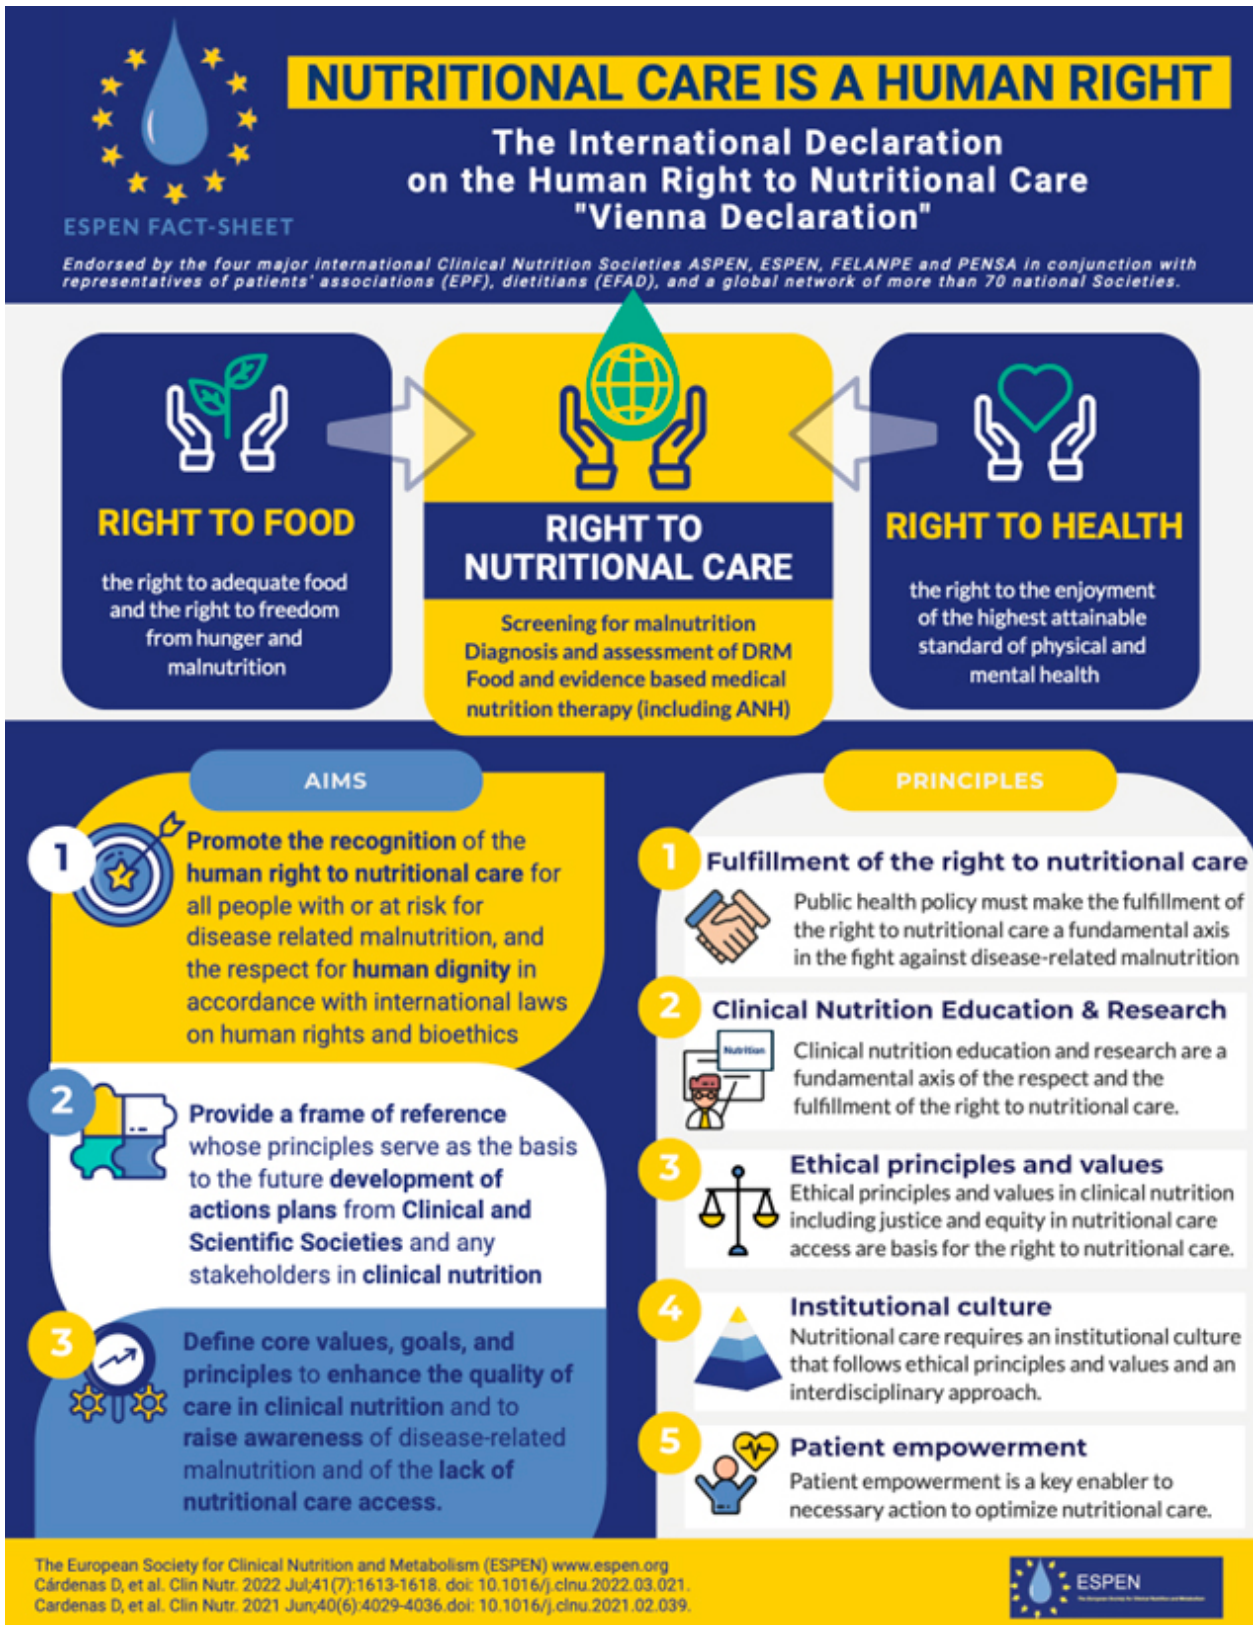 NUTRITIONAL CARE IS A HUMAN RIGHT
The International Declaration
on the Human Right to Nutritional Care
"Vienna Declaration"
ESPEN FACT-SHEET
Endorsed by the four major international Clinical Nutrition Societies ASPEN, ESPEN, FELANPE and PENSA in conjunction with
representatives of patients' associations (EPF), dietitians (EFAD), and a global network of more than 70 national Societies.
RIGHT TO FOOD
the right to adequate food
and the right to freedom
from hunger and
malnutrition
RIGHT TO
NUTRITIONAL CARE
Screening for malnutrition
Diagnosis and assessment of DRM
Food and evidence based medical
nutrition therapy (including ANH)
RIGHT TO HEALTH
the right to the enjoyment
of the highest attainable
standard of physical and
mental health
AIMS
1
Promote the recognition of the
human right to nutritional care for
all people with or at risk for
disease related malnutrition, and
the respect for human dignity in
accordance with international laws
on human rights and bioethics
2
Provide a frame of reference
whose principles serve as the basis
to the future development of
actions plans from Clinical and
Scientific Societies and any
stakeholders in clinical nutrition
3
Define core values, goals, and
principles to enhance the quality of
care in clinical nutrition and to
raise awareness of disease-related
malnutrition and of the lack of
nutritional care access.
PRINCIPLES
1
Fulfillment of the right to nutritional care
Public health policy must make the fulfillment of
the right to nutritional care a fundamental axis
in the fight against disease-related malnutrition
2
Clinical Nutrition Education & Research
Nutrition
Clinical nutrition education and research are a
fundamental axis of the respect and the
fulfillment of the right to nutritional care.
3
Ethical principles and values
Ethical principles and values in clinical nutrition
including justice and equity in nutritional care
access are basis for the right to nutritional care.
4
Institutional culture
Nutritional care requires an institutional culture
that follows ethical principles and values and an
interdisciplinary approach.
5
Patient empowerment
Patient empowerment is a key enabler to
necessary action to optimize nutritional care.
The European Society for Clinical Nutrition and Metabolism (ESPEN) www.espen.org
Cárdenas D, et al. Clin Nutr. 2022 Jul;41(7):1613-1618. doi: 10.1016/j.clnu.2022.03.021.
Cardenas D, et al. Clin Nutr. 2021 Jun;40(6):4029-4036.doi: 10.1016/j.clnu.2021.02.039.
ESPEN